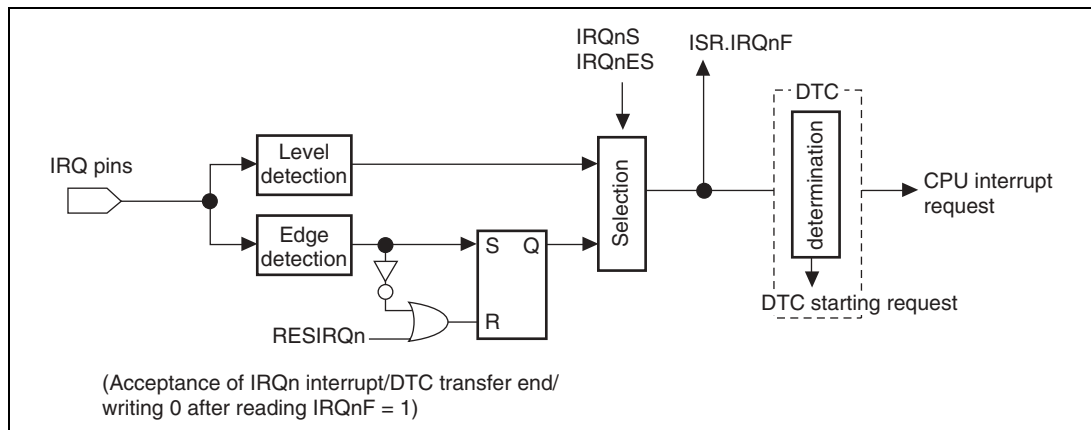 IRQnS
IRQnES
ISR.IRQnF
DTC
IRQ pins
Level
detection
Edge
detection
S Q
R
Selection
determination
CPU interrupt
request
DTC starting request
RESIRQn
(Acceptance of IRQn interrupt/DTC transfer end/
writing 0 after reading IRQnF = 1)